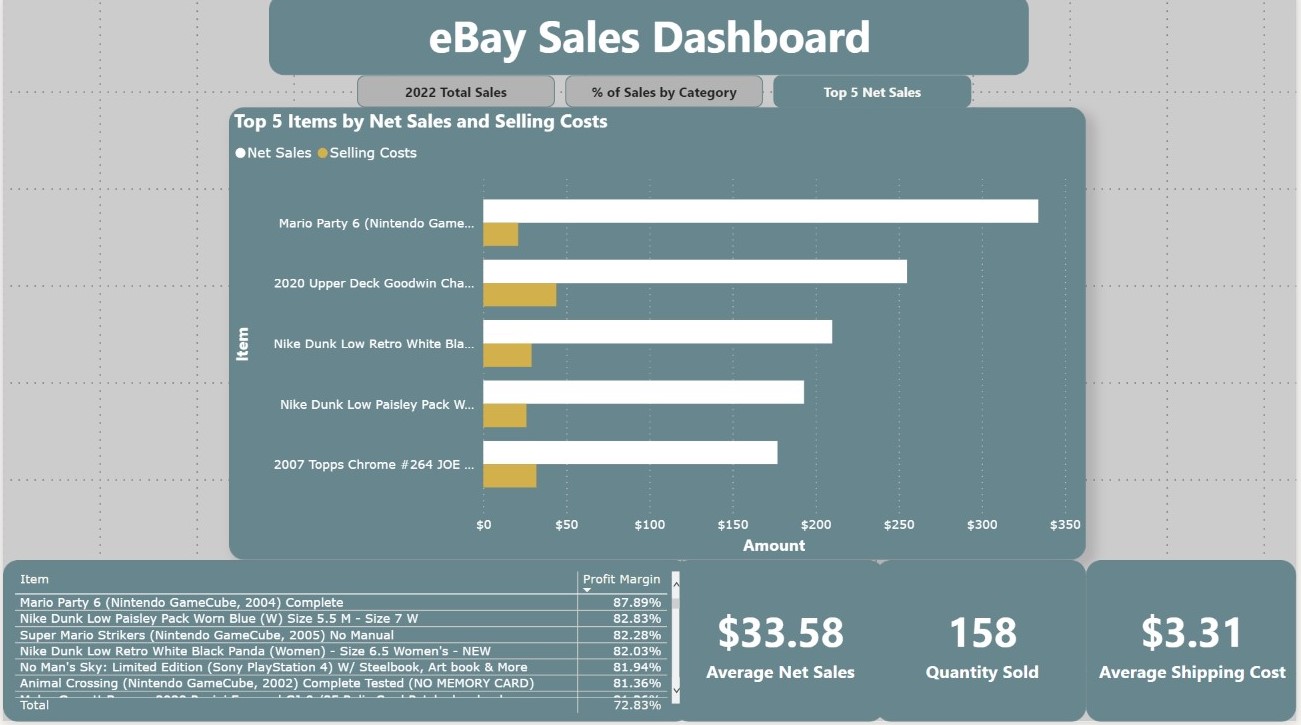 eBay Sales Dashboard
2022 Total Sales
% of Sales by Category
Top 5 Net Sales
Top 5 Items by Net Sales and Selling Costs
Net Sales Selling Costs
Mario Party 6 (Nintendo Game...
2020 Upper Deck Goodwin Cha...
Nike Dunk Low Retro White Bla...
Nike Dunk Low Paisley Pack W...
2007 Topps Chrome #264 JOE ...
Item
$0 $50 $100 $150 $200 $250 $300 $350
Amount
Item Profit Margin
Mario Party 6 (Nintendo GameCube, 2004) Complete 87.89%
Nike Dunk Low Paisley Pack Worn Blue (W) Size 5.5 M - Size 7 W 82.83%
Super Mario Strikers (Nintendo GameCube, 2005) No Manual 82.28%
Nike Dunk Low Retro White Black Panda (Women) - Size 6.5 Women's - NEW 82.03%
No Man's Sky: Limited Edition (Sony PlayStation 4) W/ Steelbook, Art book & More 81.94%
Animal Crossing (Nintendo GameCube, 2002) Complete Tested (NO MEMORY CARD) 81.36%
Total 72.83%
$33.58
Average Net Sales
158
Quantity Sold
$3.31
Average Shipping Cost